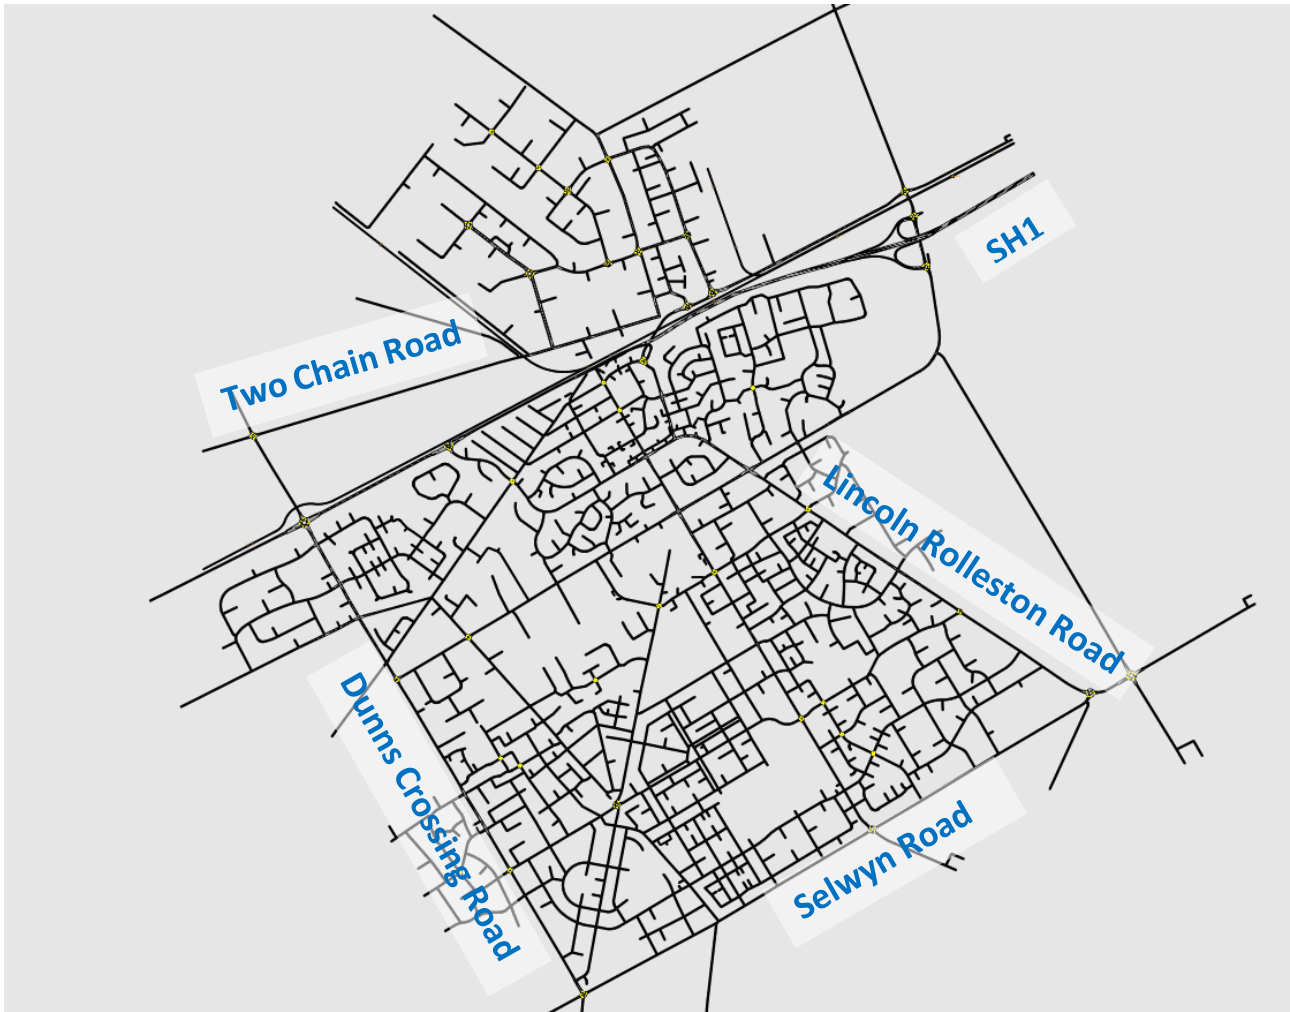 SH1
Two Chain Road
Lincoln Rolleston Road
Dunns Crossing Road
Selwyn Road